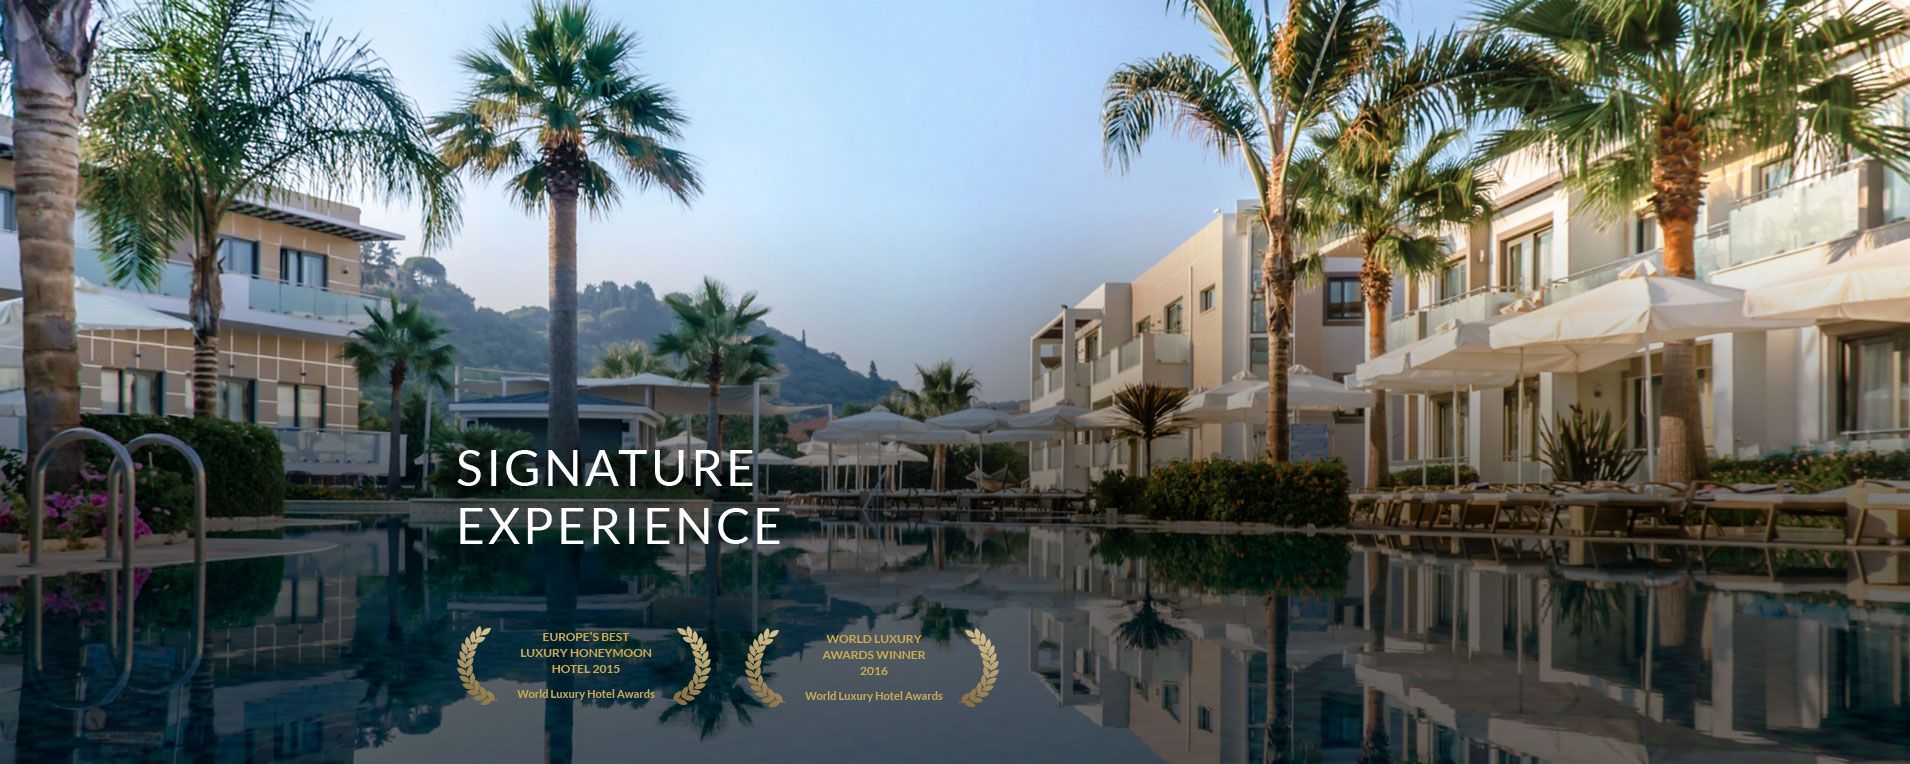 SIGNATURE
EXPERIENCE
EUROPE’S BEST
LUXURY HONEYMOON
HOTEL 2015
World Luxury Hotel Awards
WORLD LUXURY
AWARDS WINNER
2016
World Luxury Hotel Awards